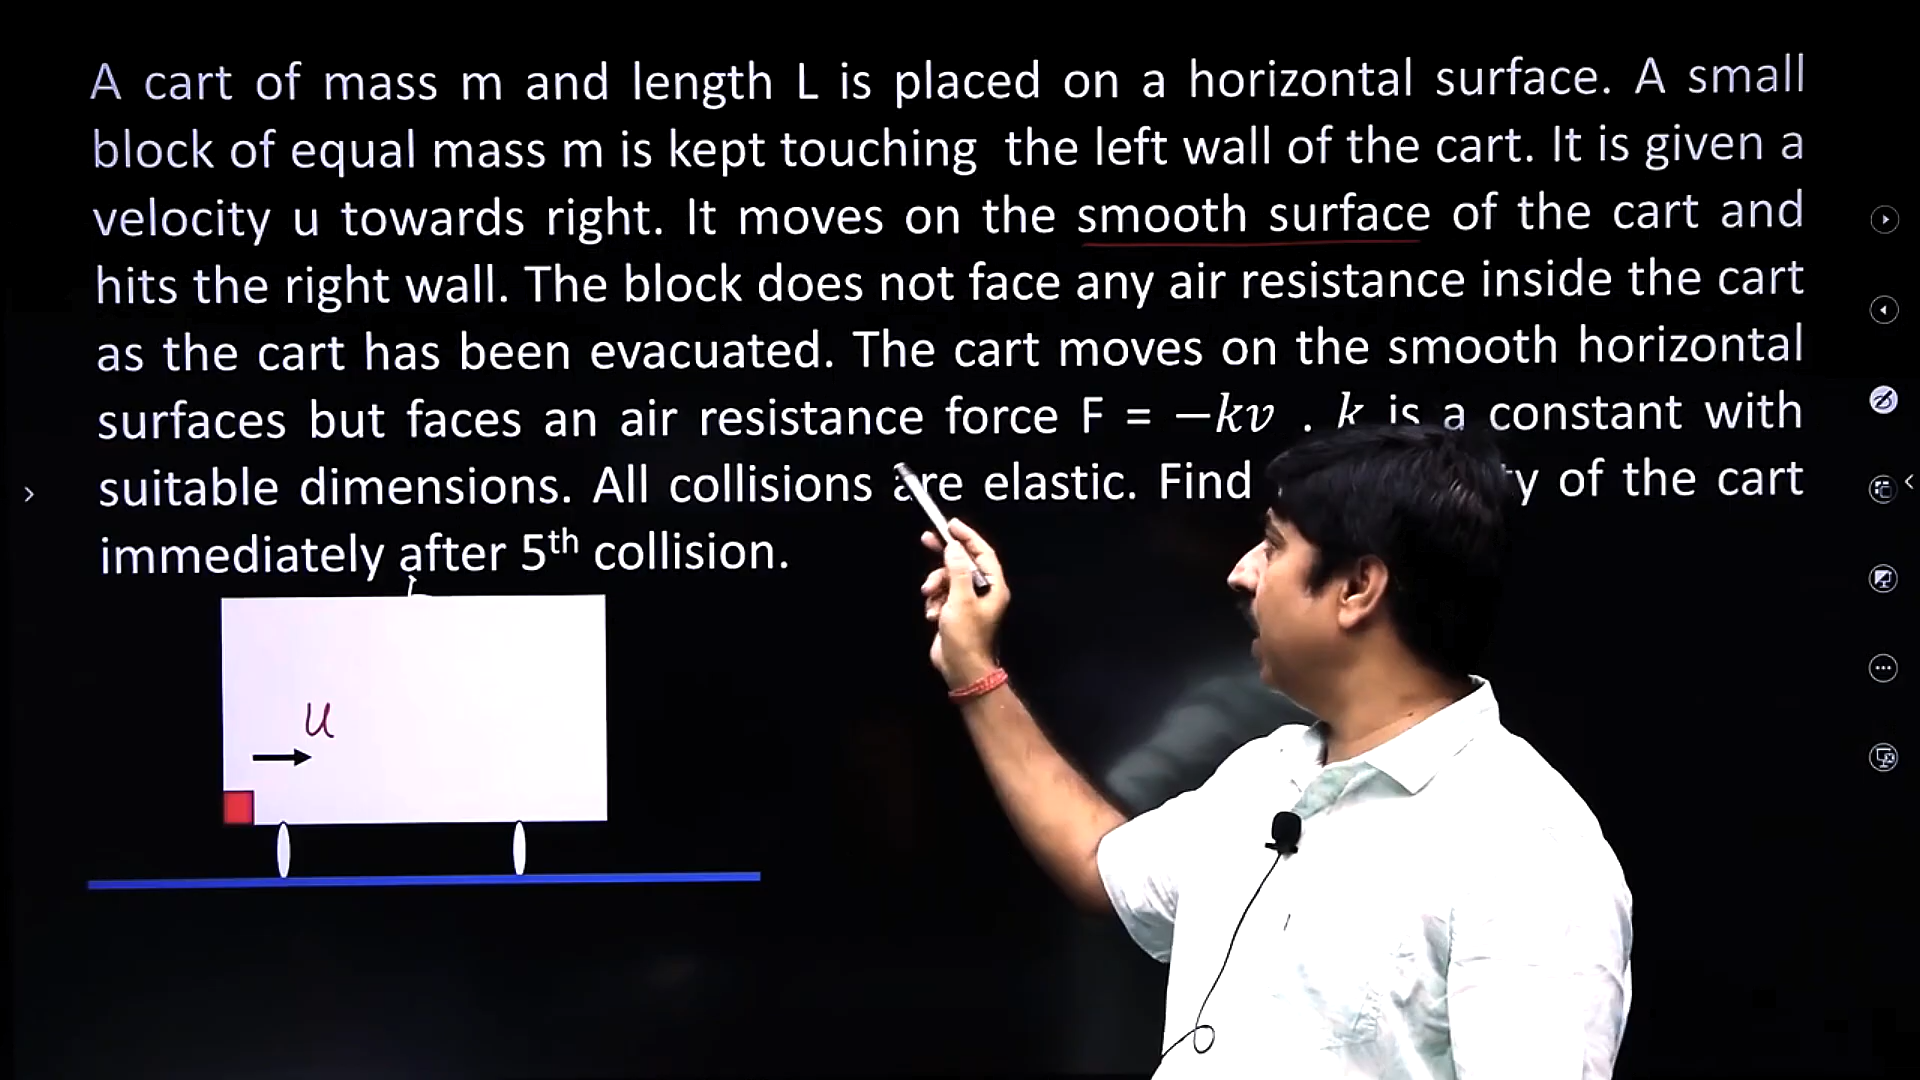 A cart of mass m and length L is placed on a horizontal surface. A small
block of equal mass m is kept touching the left wall of the cart. It is given a
velocity u towards right. It moves on the smooth surface of the cart and
hits the right wall. The block does not face any air resistance inside the cart
as the cart has been evacuated. The cart moves on the smooth horizontal
surfaces but faces an air resistance force F = −kv . k is a constant with
suitable dimensions. All collisions are elastic. Find y of the cart
immediately after 5th collision.
u